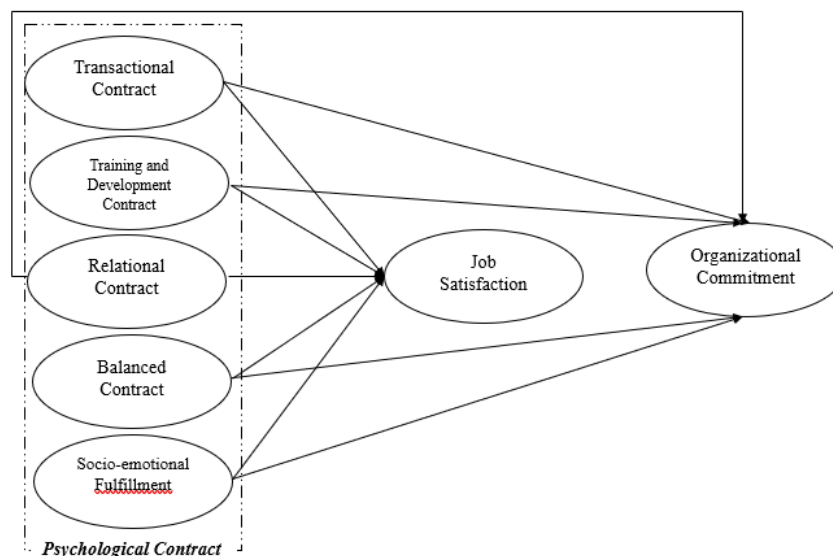 Transactional
Contract
Training and
Development
Contract
Relational
Contract
Balanced
Contract
Socio-emotional
Fulfillment
Psychological Contract
Job
Satisfaction
Organizational
Commitment